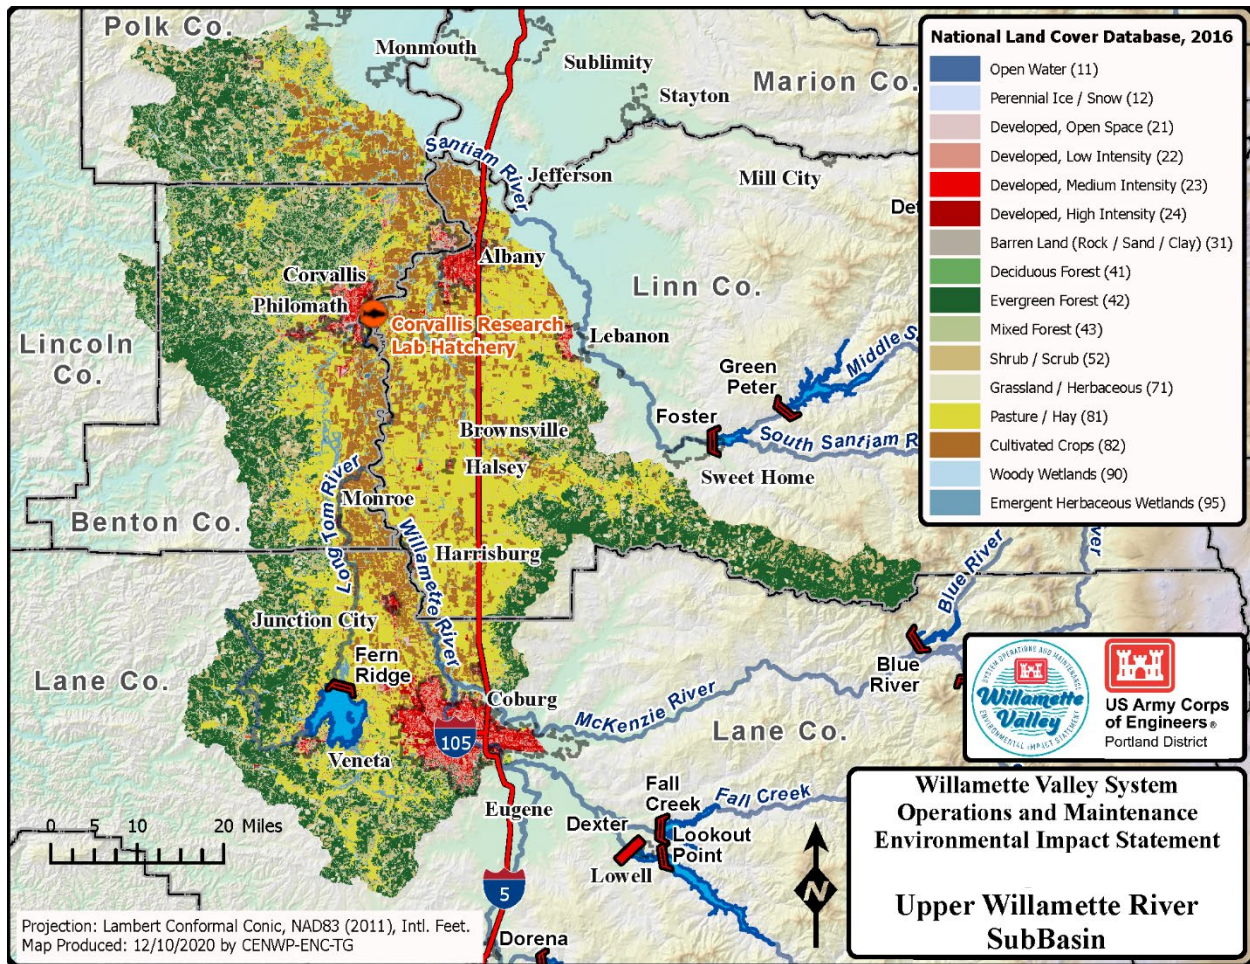 Polk Co.
Monmouth
Sublimity
Stayton
Marion Co.
Santiam River
Jefferson
Mill City
Det
Albany
Linn Co.
Corvallis
Philomath
Corvallis Research
Lab Hatchery
Lebanon
Lincoln
Co.
Green
Peter
Middle S
Foster
South Santiam R
Sweet Home
Brownsville
Halsey
Long Tom River
Monroe
Benton Co.
Willamette River
Harrisburg
Blue River
ver
Junction City
Fern
Ridge
Lane Co.
Coburg
McKenzie River
Blue
River
105
Veneta
Lane Co.
Eugene
Fall
Creek
Fall Creek
Dexter
Lookout
Point
Lowell
5
Dorena
0 5 10 20 Miles
Projection: Lambert Conformal Conic, NAD83 (2011), Intl. Feet.
Map Produced: 12/10/2020 by CENWP-ENC-TG
National Land Cover Database, 2016
Open Water (11)
Perennial Ice / Snow (12)
Developed, Open Space (21)
Developed, Low Intensity (22)
Developed, Medium Intensity (23)
Developed, High Intensity (24)
Barren Land (Rock / Sand / Clay) (31)
Deciduous Forest (41)
Evergreen Forest (42)
Mixed Forest (43)
Shrub / Scrub (52)
Grassland / Herbaceous (71)
Pasture / Hay (81)
Cultivated Crops (82)
Woody Wetlands (90)
Emergent Herbaceous Wetlands (95)
SYSTEM OPERATIONS AND MAINTENANCE
Willamette
Valley
ENVIRONMENTAL IMPACT STATEMENT
US Army Corps
of Engineers®
Portland District
N
Willamette Valley System
Operations and Maintenance
Environmental Impact Statement
Upper Willamette River
SubBasin